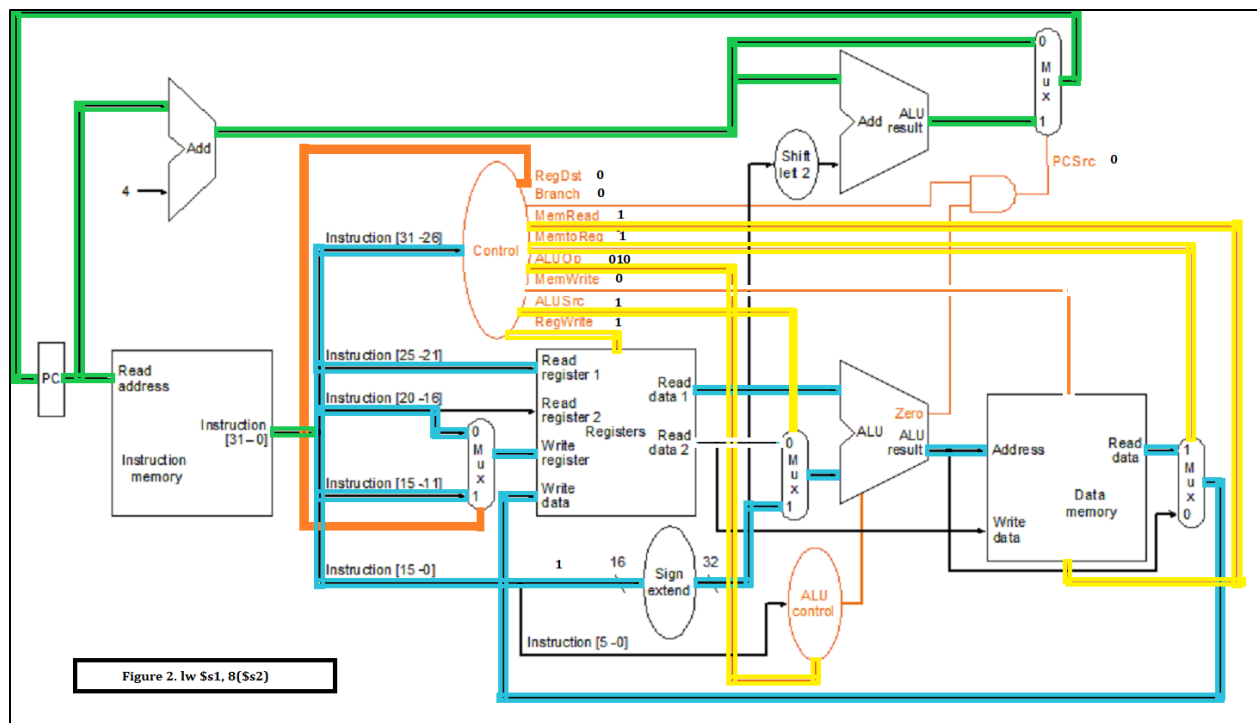 0
M
u
x
1
Add
Add
ALU
result
Shift
left 2
4
PCSrc 0
RegDst 0
Branch 0
MemRead 1
MemtoReg 1
ALUOp 010
MemWrite 0
ALUSrc 1
RegWrite 1
Control
Instruction [31-26]
Instruction [25-21]
Instruction [20-16]
Instruction [15-11]
Instruction [15-0]
Instruction [5-0]
PC
Read
address
Instruction
[31-0]
Instruction
memory
0
M
u
x
1
Read
register 1
Read
register 2
Write
register
Write
data
Registers
Read
data 1
Read
data 2
0
M
u
x
1
Zero
ALU
ALU
result
Address
Write
data
Read
data
Data
memory
1
M
u
x
0
1
16
Sign
extend
32
ALU
control
Figure 2. lw $s1, 8($s2)